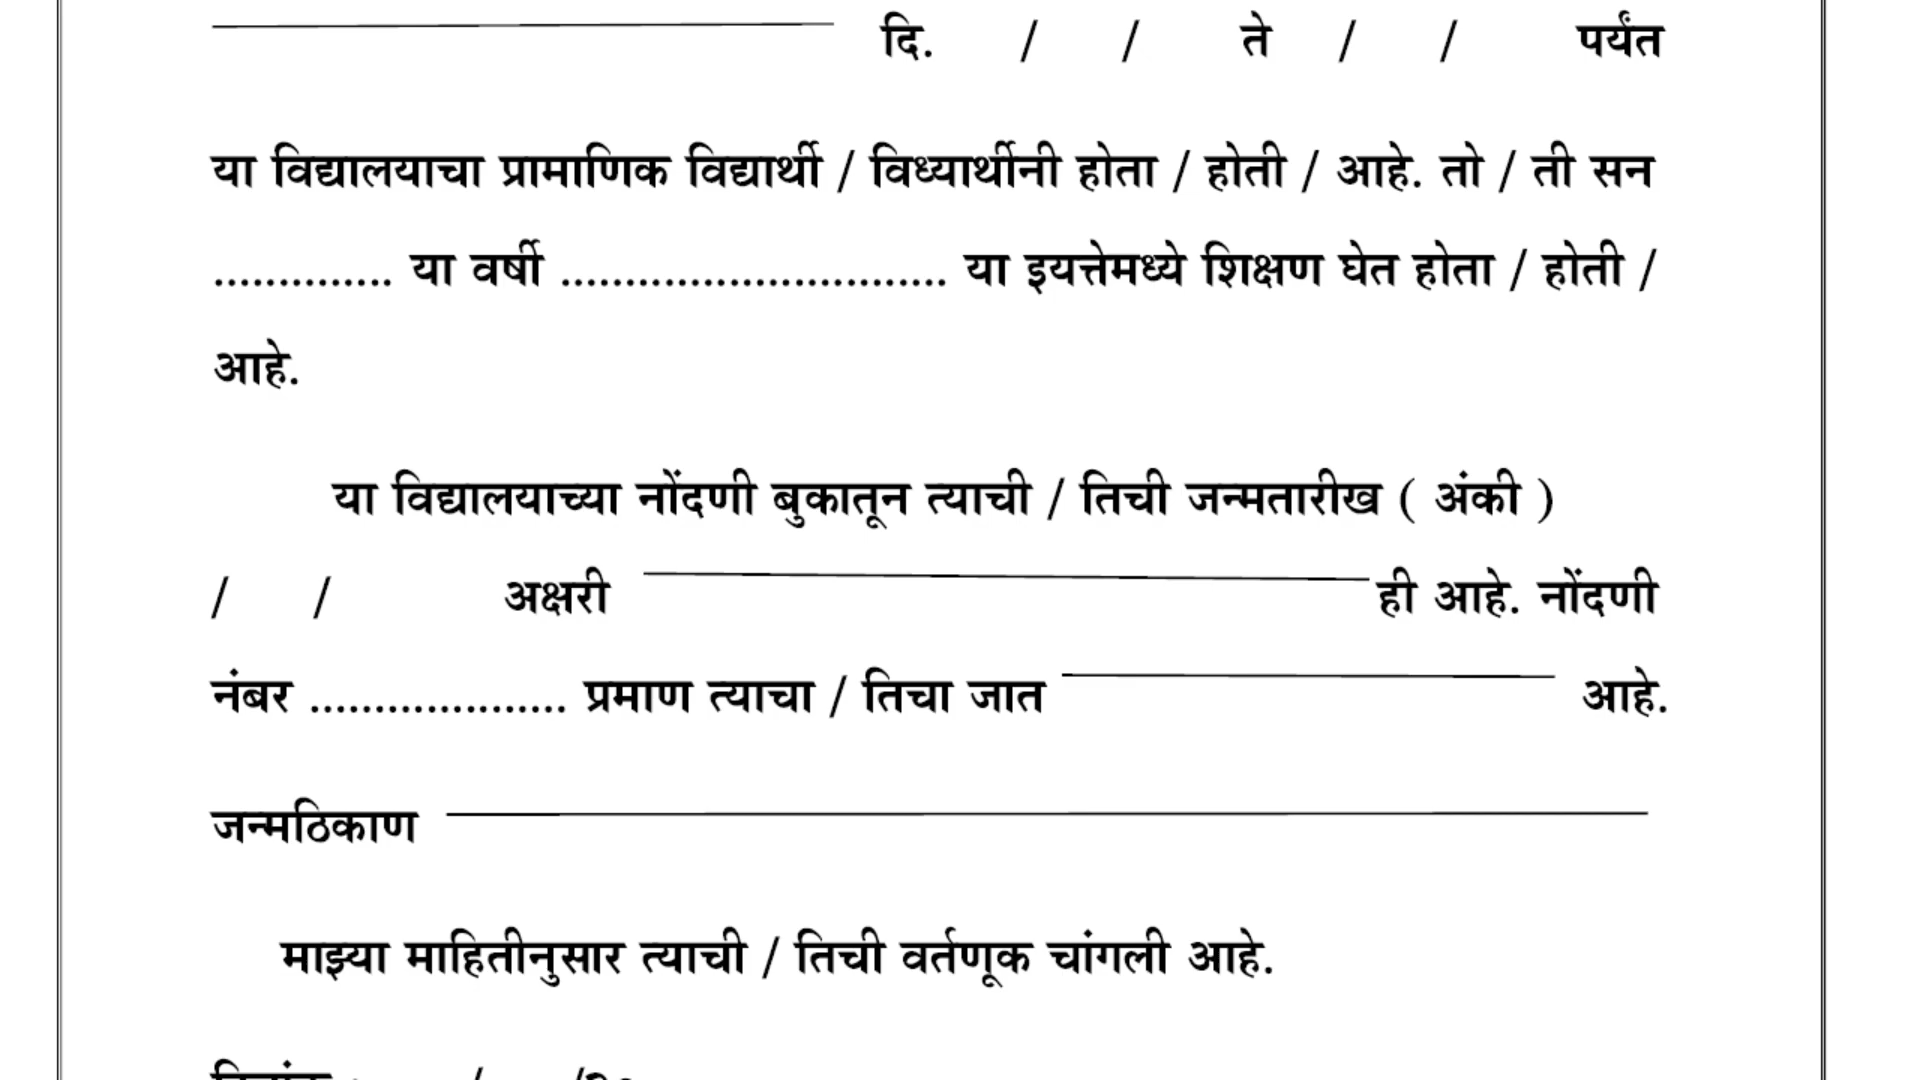 दि. / / ते / / पर्यंत
या विद्यालयाचा प्रामाणिक विद्यार्थी / विध्यार्थीनी होता / होती / आहे. तो / ती सन
.............. या वर्षी .............................. या इयत्तेमध्ये शिक्षण घेत होता / होती /
आहे.
या विद्यालयाच्या नोंदणी बुकातून त्याची / तिची जन्मतारीख ( अंकी )
/ / अक्षरी ही आहे. नोंदणी
नंबर .................... प्रमाण त्याचा / तिचा जात आहे.
जन्मठिकाण
माझ्या माहितीनुसार त्याची / तिची वर्तणूक चांगली आहे.